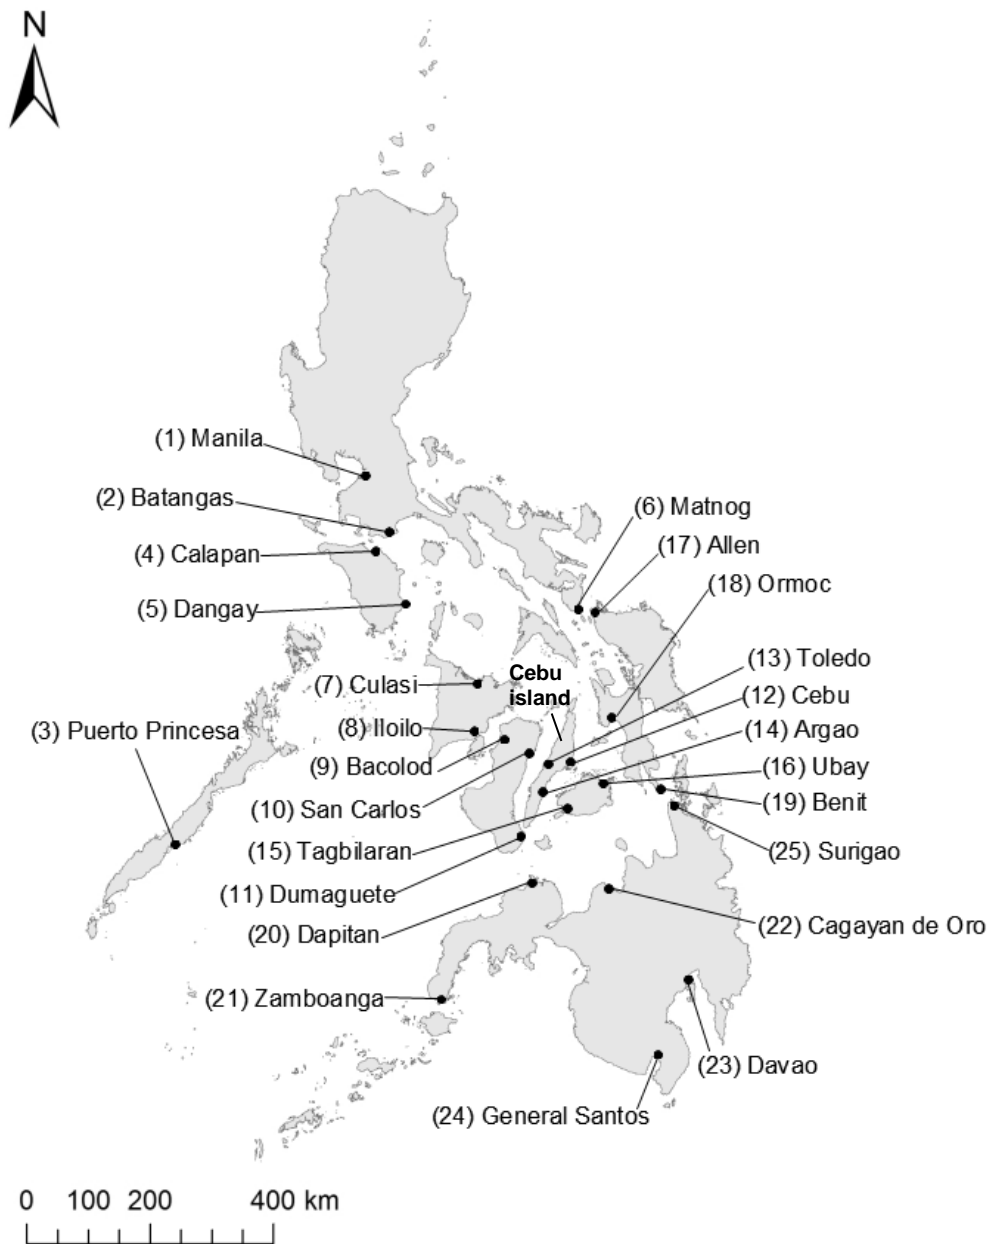 N
(1) Manila
(2) Batangas
(6) Matnog
(17) Allen
(4) Calapan
(18) Ormoc
(5) Dangay
(13) Toledo
Cebu
island
(7) Culasi
(12) Cebu
(3) Puerto Princesa
(8) Iloilo
(14) Argao
(9) Bacolod
(16) Ubay
(10) San Carlos
(19) Benit
(15) Tagbilaran
(25) Surigao
(11) Dumaguete
(20) Dapitan
(22) Cagayan de Oro
(21) Zamboanga
(23) Davao
(24) General Santos
0 100 200 400 km